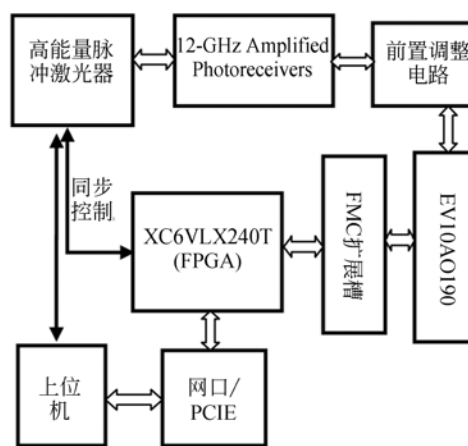 高能量脉
冲激光器
12-GHz Amplified
Photoreceivers
前置调整
电路
同步
控制
XC6VLX240T
(FPGA)
FMC扩展槽
EV10AO190
上位
机
网口/
PCIE